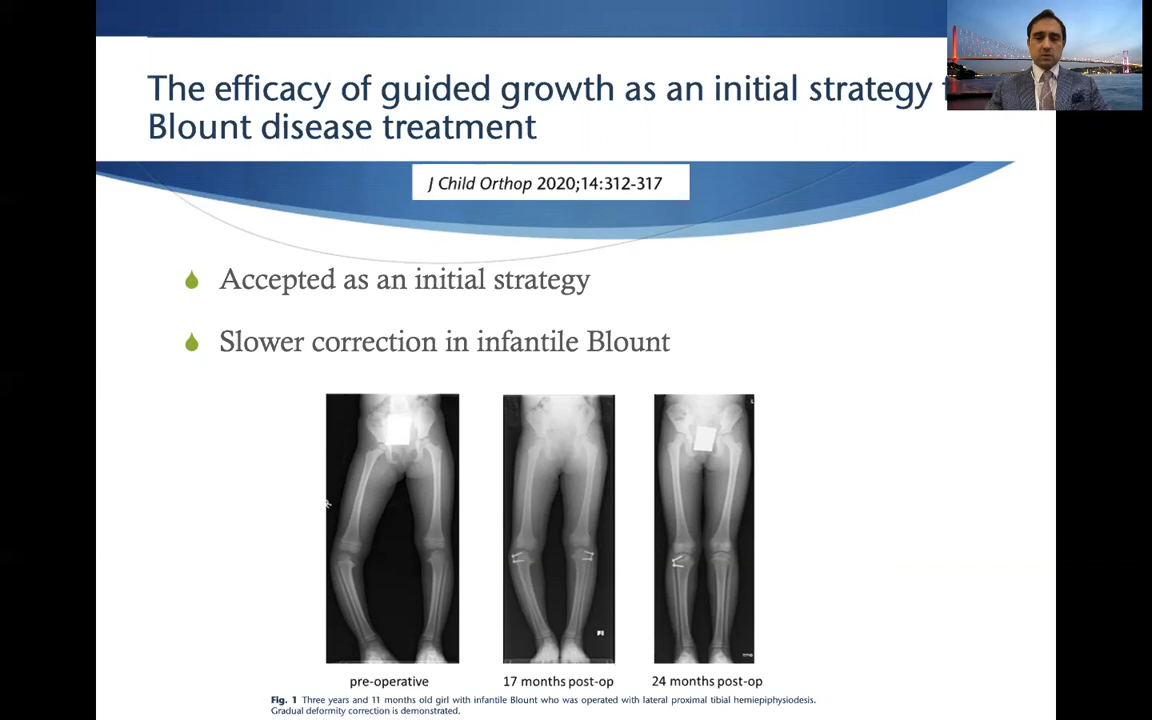 The efficacy of guided growth as an initial strategy
Blount disease treatment
J Child Orthop 2020;14:312-317
Accepted as an initial strategy
Slower correction in infantile Blount
pre-operative
17 months post-op
24 months post-op
Fig. 1 Three years and 11 months old girl with infantile Blount who was operated with lateral proximal tibial hemiepiphysiodesis.
Gradual deformity correction is demonstrated.